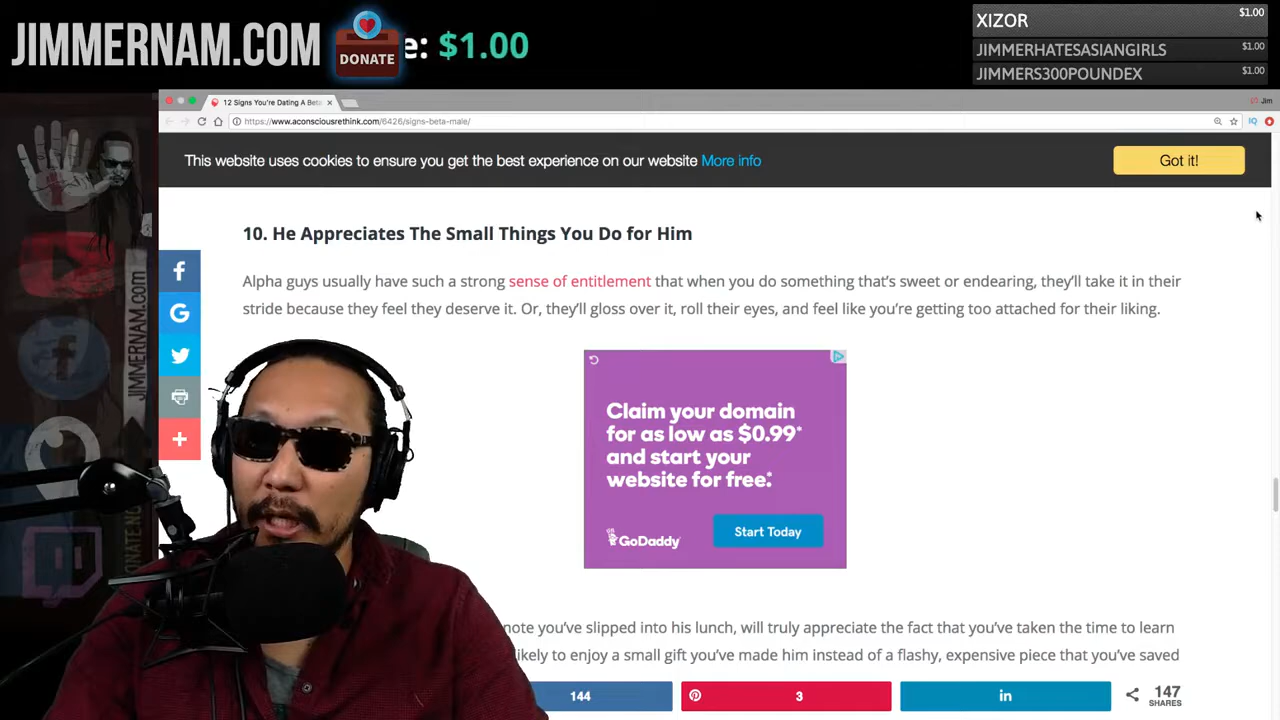 JIMMERNAM.COM
DONATE
e: $1.00
XIZOR $1.00
JIMMERHATESASIANGIRLS $1.00
JIMMERS300POUNDEX $1.00
12 Signs You're Dating A Beta
Jim
https://www.aconsciousrethink.com/6426/signs-beta-male/
IQ
This website uses cookies to ensure you get the best experience on our website More info
Got it!
10. He Appreciates The Small Things You Do for Him
Alpha guys usually have such a strong sense of entitlement that when you do something that's sweet or endearing, they'll take it in their
stride because they feel they deserve it. Or, they'll gloss over it, roll their eyes, and feel like you're getting too attached for their liking.
Claim your domain
for as low as $0.99*
and start your
website for free.*
GoDaddy
Start Today
note you've slipped into his lunch, will truly appreciate the fact that you've taken the time to learn
likely to enjoy a small gift you've made him instead of a flashy, expensive piece that you've saved
144
3
in
147
SHARES
JIMMERNAM.COM